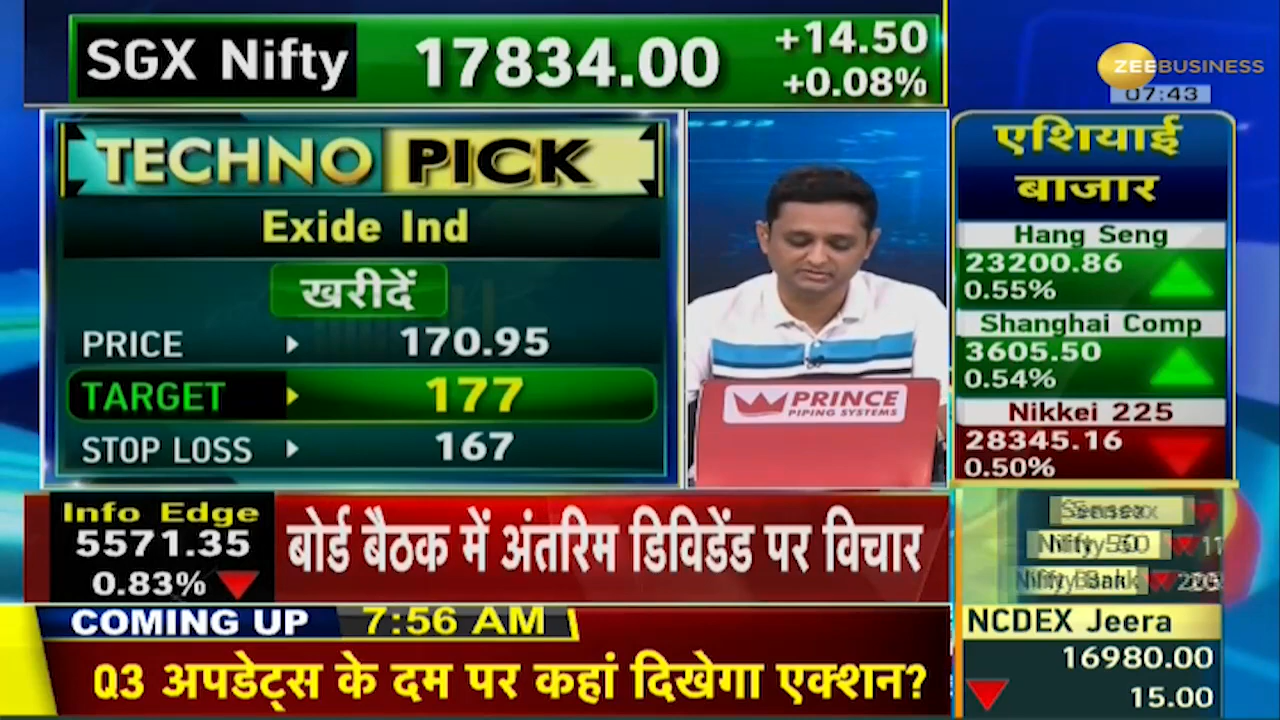 SGX Nifty 17834.00 +14.50
+0.08%
ZEEBUSINESS
07:43
TECHNO PICK
Exide Ind
खरीदें
PRICE 170.95
TARGET 177
STOP LOSS 167
PRINCE
PIPING SYSTEMS
एशियाई
बाजार
Hang Seng
23200.86
0.55%
Shanghai Comp
3605.50
0.54%
Nikkei 225
28345.16
0.50%
Info Edge
5571.35
0.83%
बोर्ड बैठक में अंतरिम डिविडेंड पर विचार
COMING UP 7:56 AM
Q3 अपडेट्स के दम पर कहां दिखेगा एक्शन?
NCDEX Jeera
16980.00
15.00